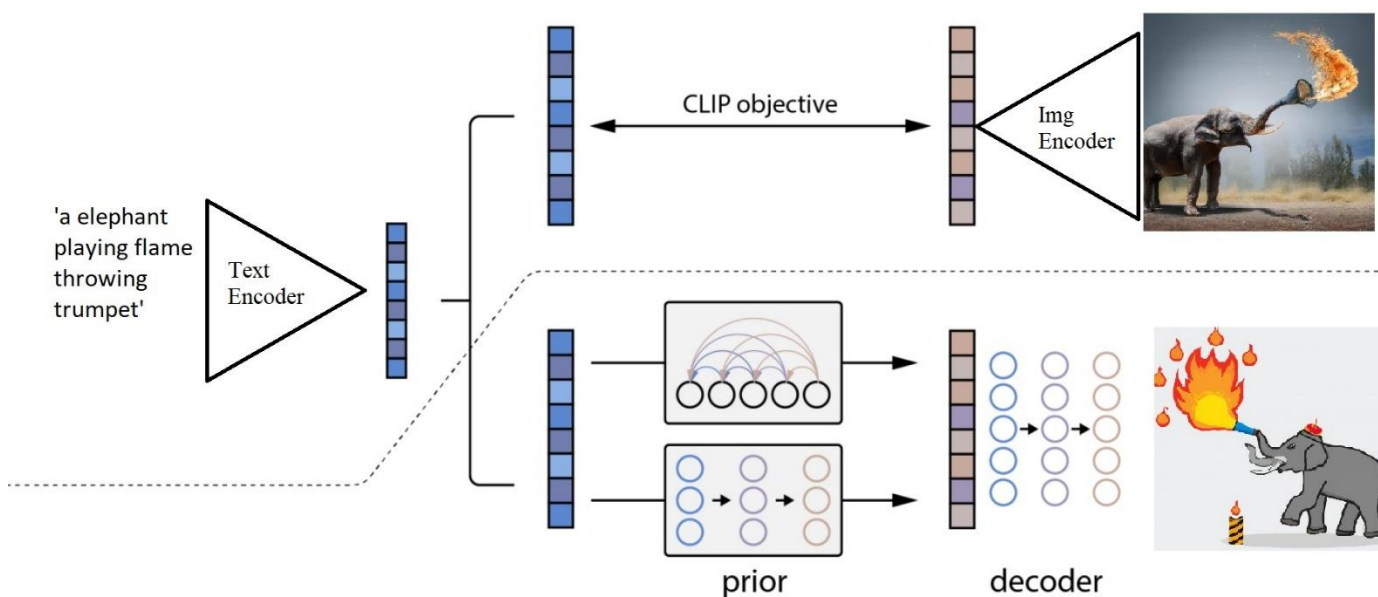 CLIP objective
Img
Encoder
'a elephant
playing flame
throwing
trumpet'
Text
Encoder
prior
decoder